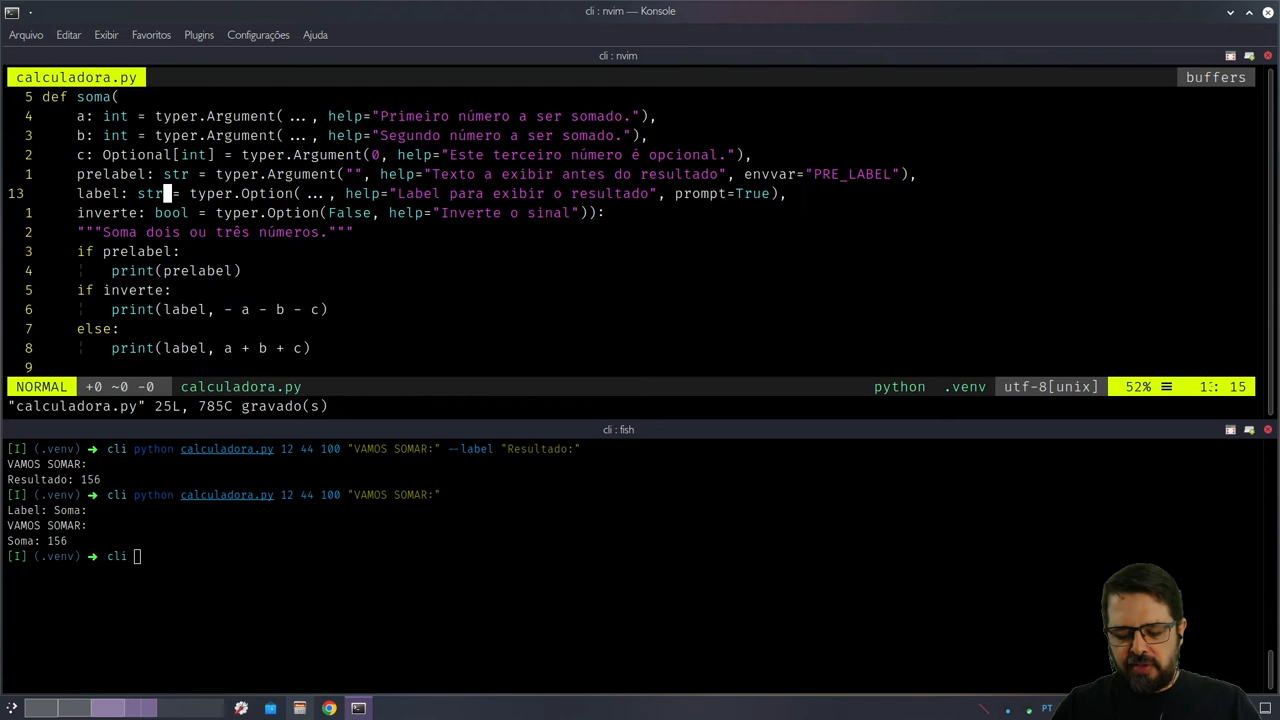 cli : nvim — Konsole
Arquivo Editar Exibir Favoritos Plugins Configurações Ajuda
cli : nvim
calculadora.py buffers
5 def soma(
4 a: int = typer.Argument(..., help="Primeiro número a ser somado."),
3 b: int = typer.Argument(..., help="Segundo número a ser somado."),
2 c: Optional[int] = typer.Argument(0, help="Este terceiro número é opcional."),
1 prelabel: str = typer.Argument("", help="Texto a exibir antes do resultado", envvar="PRE_LABEL"),
13 label: str = typer.Option(..., help="Label para exibir o resultado", prompt=True),
1 inverte: bool = typer.Option(False, help="Inverte o sinal")):
2 """Soma dois ou três números."""
3 if prelabel:
4 print(prelabel)
5 if inverte:
6 print(label, - a - b - c)
7 else:
8 print(label, a + b + c)
9
NORMAL +0 ~0 -0 calculadora.py python .venv utf-8[unix] 52% ≡ 13: 15
"calculadora.py" 25L, 785C gravado(s)
cli : fish
[I] (.venv) → cli python calculadora.py 12 44 100 "VAMOS SOMAR:" --label "Resultado:"
VAMOS SOMAR:
Resultado: 156
[I] (.venv) → cli python calculadora.py 12 44 100 "VAMOS SOMAR:"
Label: Soma:
VAMOS SOMAR:
Soma: 156
[I] (.venv) → cli
PT